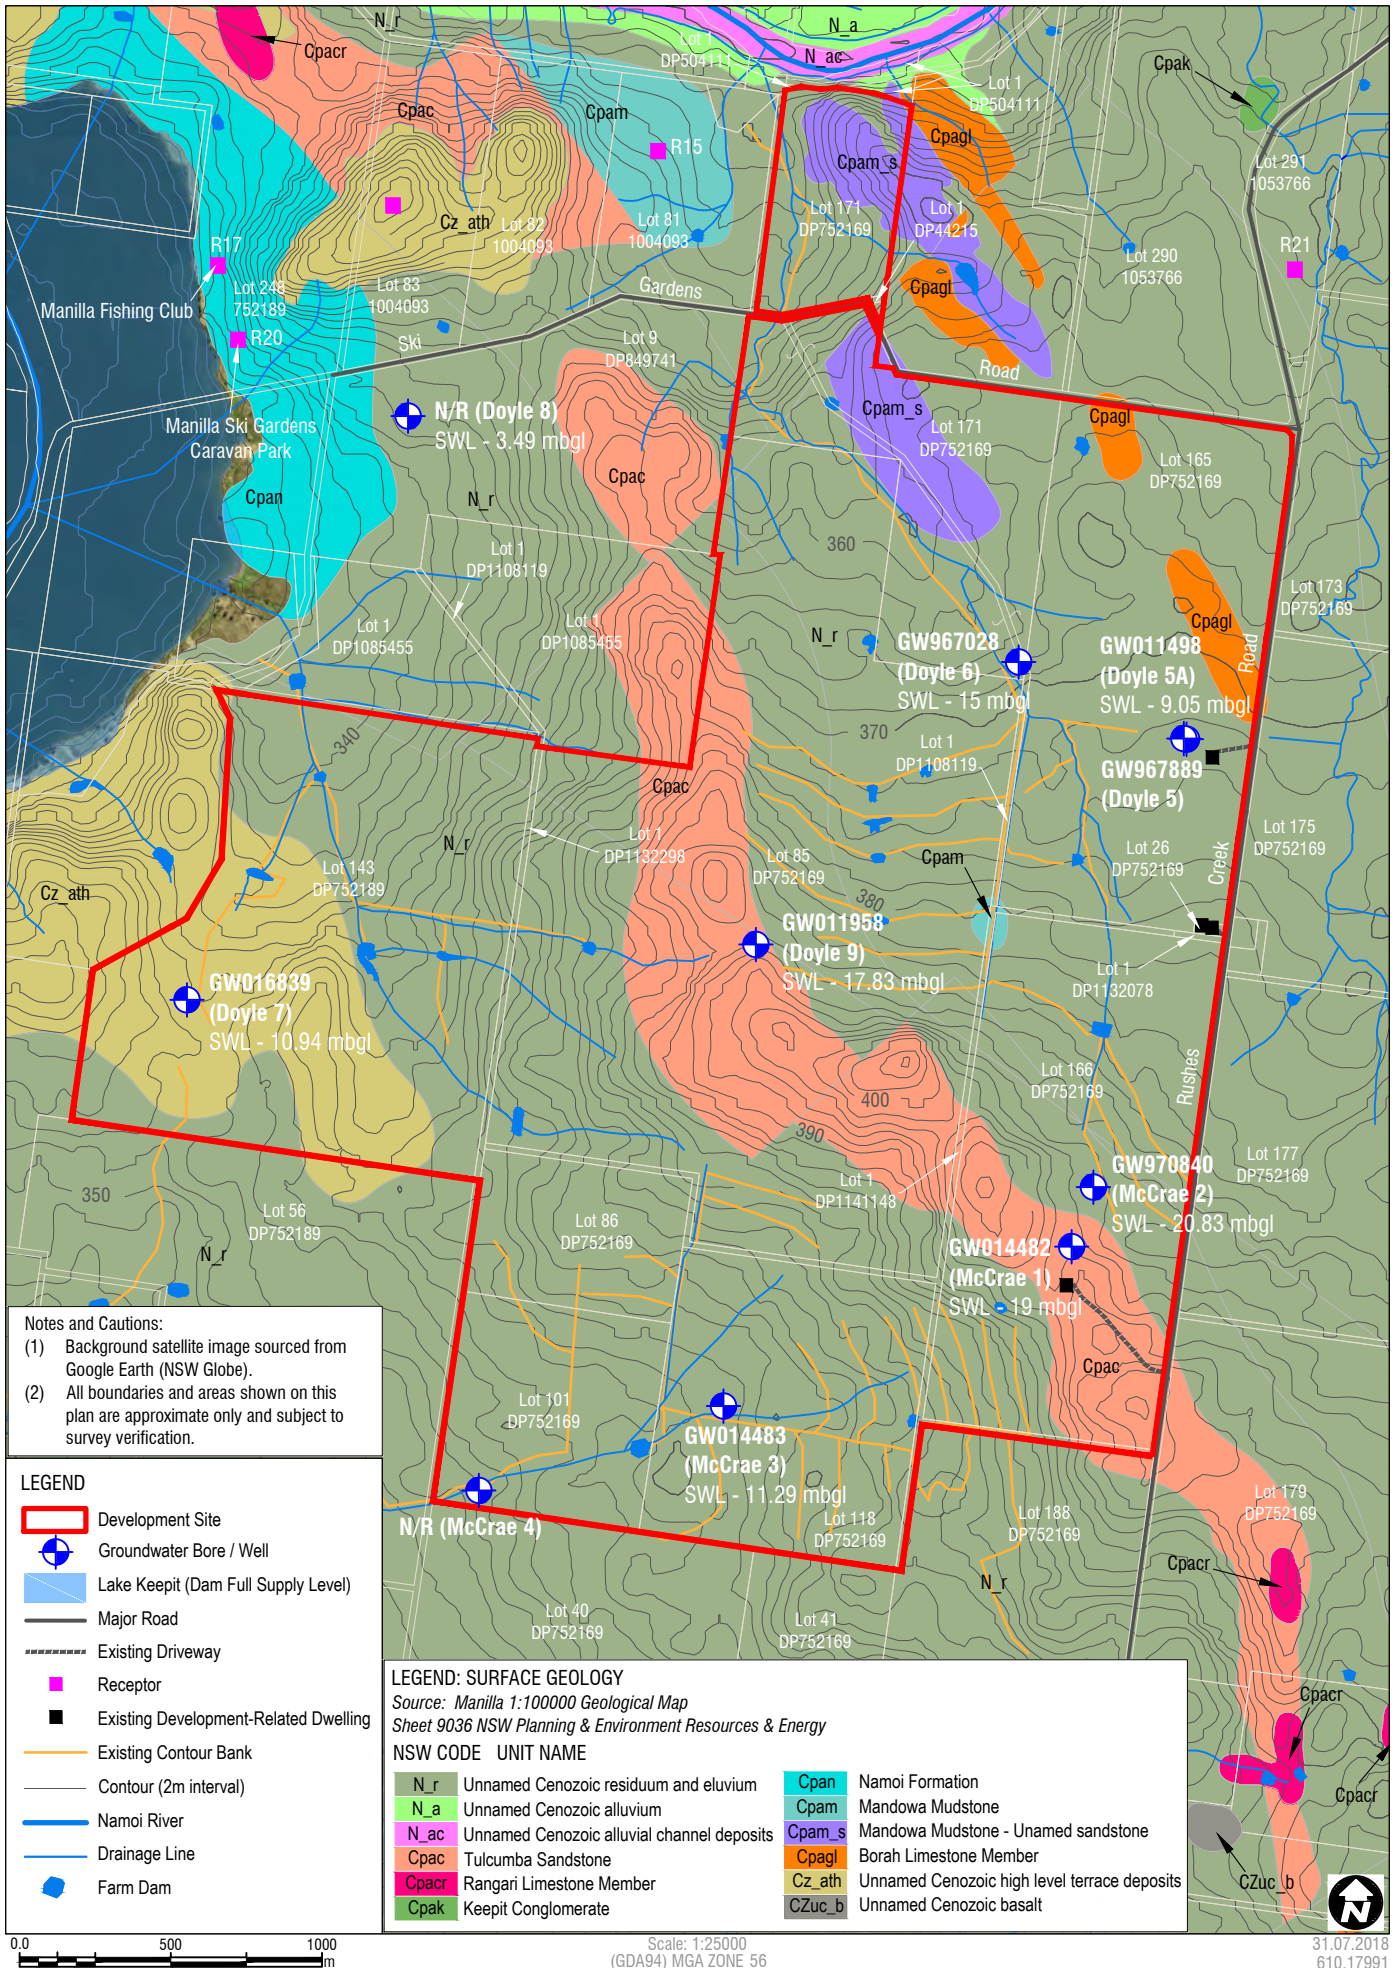 N_r
Cpacr
Cpac
Cpam
R15
Lot 1
DP504111
N_a
N_ac
Lot 1
DP504111
Cpak
Cpagl
Cpam_s
Lot 291
1053766
Lot 171
DP752169
Lot 1
DP44215
Cz_ath
Lot 82
1004093
Lot 81
1004093
R17
R21
Lot 290
1053766
Lot 248
752189
Lot 83
1004093
Gardens
Cpagl
Manilla Fishing Club
R20
Ski
Lot 9
DP849741
Road
N/R (Doyle 8)
SWL - 3.49 mbgl
Cpam_s
Cpagl
Manilla Ski Gardens
Caravan Park
Lot 171
DP752169
Lot 165
DP752169
Cpac
Cpan
N_r
360
Lot 1
DP1108119
Lot 173
DP752169
Lot 1
DP1085455
Lot 1
DP1085455
N_r
Cpagl
GW967028
(Doyle 6)
SWL - 15 mbgl
GW011498
(Doyle 5A)
SWL - 9.05 mbgl
Road
340
370
Lot 1
DP1108119
GW967889
(Doyle 5)
Cpac
N_r
Lot 1
DP1132298
Lot 85
DP752169
Cpam
Lot 26
DP752169
Lot 175
DP752169
Creek
Lot 143
DP752189
Cz_ath
380
GW011958
(Doyle 9)
SWL - 17.83 mbgl
Lot 1
DP1132078
GW016839
(Doyle 7)
SWL - 10.94 mbgl
Rushes
Lot 166
DP752169
400
390
350
Lot 56
DP752189
N_r
Lot 86
DP752169
Lot 1
DP1141148
GW970840
(McCrae 2)
SWL - 20.83 mbgl
Lot 177
DP752169
GW014482
(McCrae 1)
SWL - 19 mbgl
Cpac
Notes and Cautions:
(1) Background satellite image sourced from
Google Earth (NSW Globe).
(2) All boundaries and areas shown on this
plan are approximate only and subject to
survey verification.
Lot 101
DP752169
GW014483
(McCrae 3)
SWL - 11.29 mbgl
N/R (McCrae 4)
Lot 118
DP752169
Lot 188
DP752169
Lot 179
DP752169
Cpacr
N_r
Lot 40
DP752169
Lot 41
DP752169
Cpacr
Cpacr
CZuc_b
LEGEND
Development Site
Groundwater Bore / Well
Lake Keepit (Dam Full Supply Level)
Major Road
Existing Driveway
Receptor
Existing Development-Related Dwelling
Existing Contour Bank
Contour (2m interval)
Namoi River
Drainage Line
Farm Dam
LEGEND: SURFACE GEOLOGY
Source: Manilla 1:100000 Geological Map
Sheet 9036 NSW Planning & Environment Resources & Energy
NSW CODE UNIT NAME
N_r Unnamed Cenozoic residuum and eluvium
N_a Unnamed Cenozoic alluvium
N_ac Unnamed Cenozoic alluvial channel deposits
Cpac Tulcumba Sandstone
Cpacr Rangari Limestone Member
Cpak Keepit Conglomerate
Cpan Namoi Formation
Cpam Mandowa Mudstone
Cpam_s Mandowa Mudstone - Unamed sandstone
Cpagl Borah Limestone Member
Cz_ath Unnamed Cenozoic high level terrace deposits
CZuc_b Unnamed Cenozoic basalt
N
0.0 500 1000
m
Scale: 1:25000
(GDA94) MGA ZONE 56
31.07.2018
610.17991